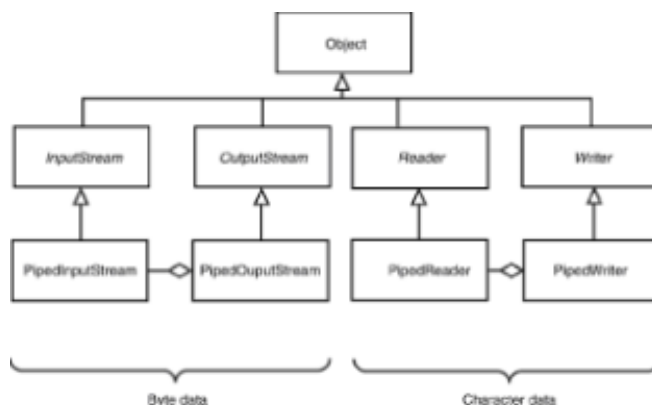 Object
InputStream
OutputStream
Reader
Writer
PipedInputStream
PipedOuputStream
PipedReader
PipedWriter
Byte data
Character data